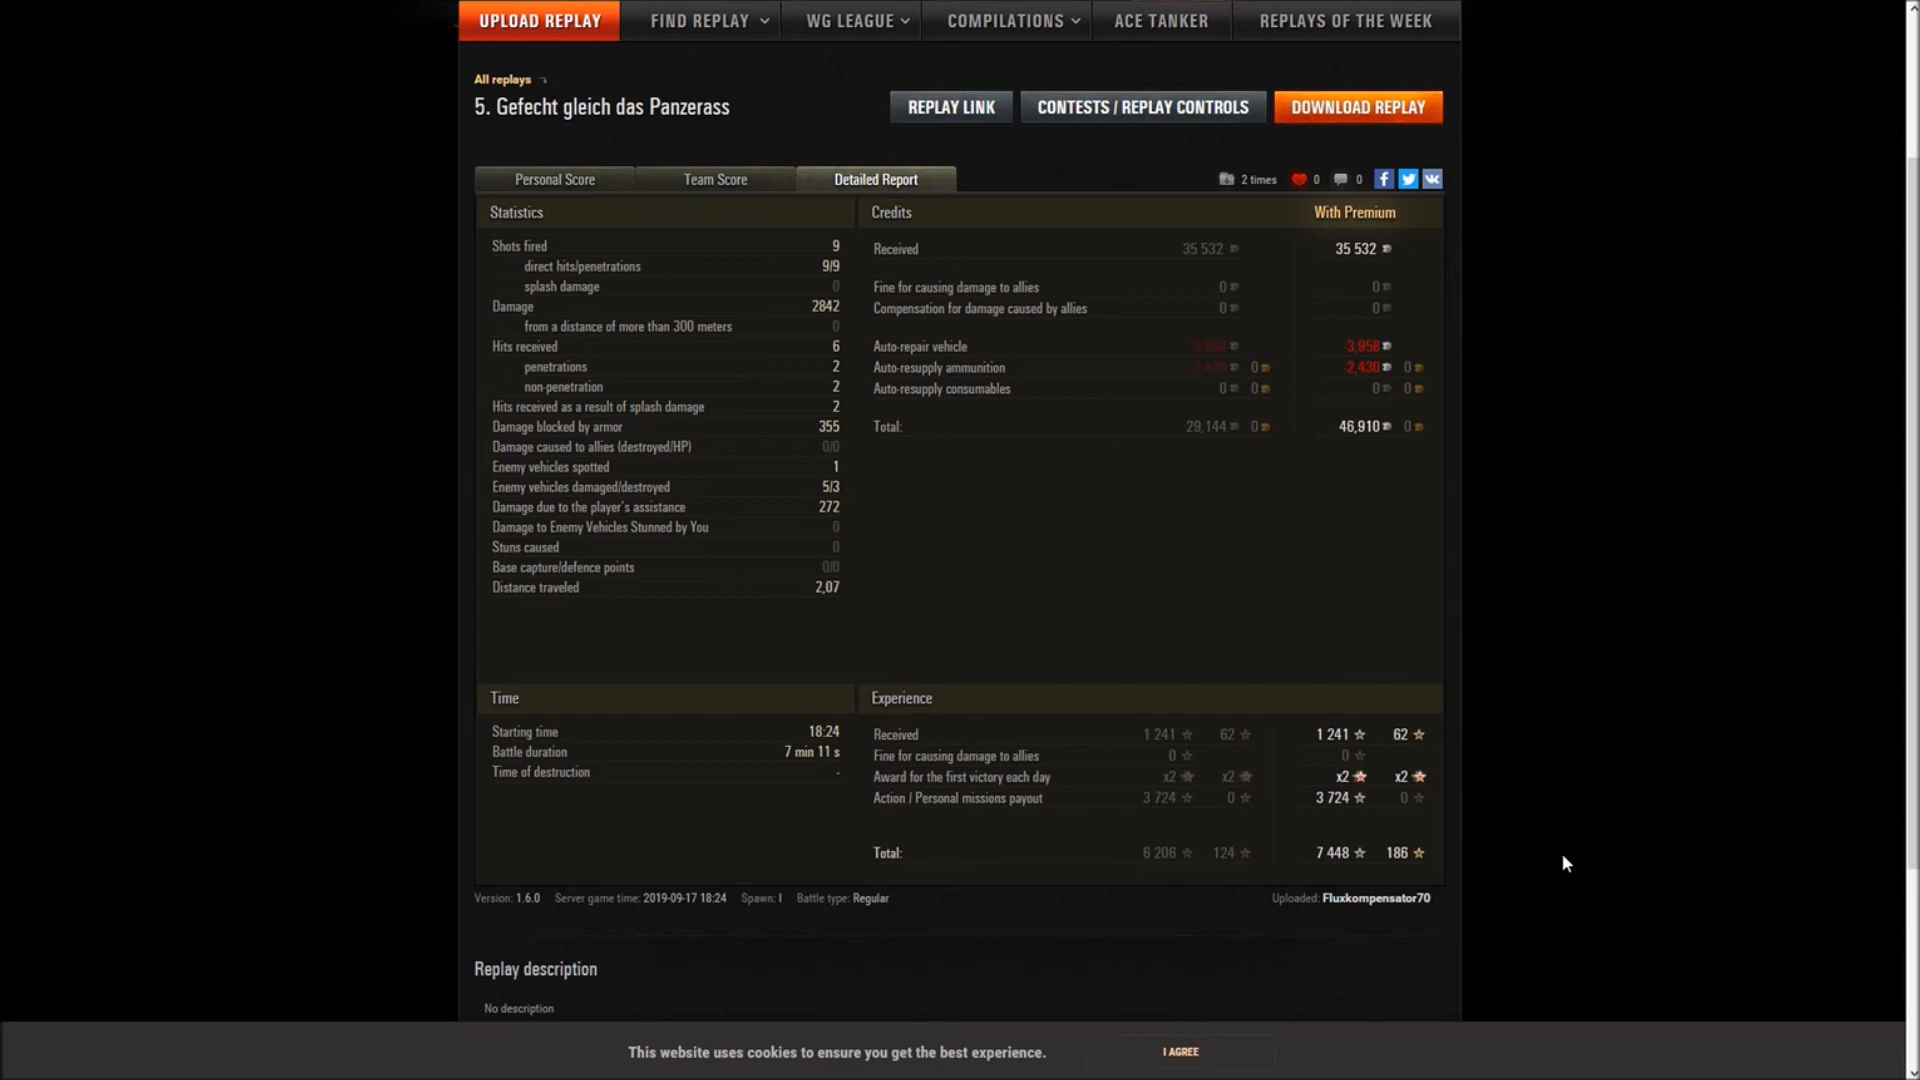 UPLOAD REPLAY FIND REPLAY WG LEAGUE COMPILATIONS ACE TANKER REPLAYS OF THE WEEK
All replays
5. Gefecht gleich das Panzerass
REPLAY LINK CONTESTS / REPLAY CONTROLS DOWNLOAD REPLAY
Personal Score Team Score Detailed Report 2 times 0 0
Statistics
Shots fired 9
direct hits/penetrations 9/9
splash damage 0
Damage 2842
from a distance of more than 300 meters 0
Hits received 6
penetrations 2
non-penetration 2
Hits received as a result of splash damage 2
Damage blocked by armor 355
Damage caused to allies (destroyed/HP) 0/0
Enemy vehicles spotted 1
Enemy vehicles damaged/destroyed 5/3
Damage due to the player's assistance 272
Damage to Enemy Vehicles Stunned by You 0
Stuns caused 0
Base capture/defence points 0/0
Distance traveled 2,07
Credits With Premium
Received 35 532 35 532
Fine for causing damage to allies 0 0
Compensation for damage caused by allies 0 0
Auto-repair vehicle -3,958 -3,958
Auto-resupply ammunition -2,430 0 -2,430 0
Auto-resupply consumables 0 0 0 0
Total: 29,144 0 46,910 0
Time
Starting time 18:24
Battle duration 7 min 11 s
Time of destruction -
Experience
Received 1 241 62 1 241 62
Fine for causing damage to allies 0 0
Award for the first victory each day x2 x2 x2 x2
Action / Personal missions payout 3 724 0 3 724 0
Total: 6 206 124 7 448 186
Version: 1.6.0 Server game time: 2019-09-17 18:24 Spawn: I Battle type: Regular Uploaded: Fluxkompensator70
Replay description
No description
This website uses cookies to ensure you get the best experience. I AGREE